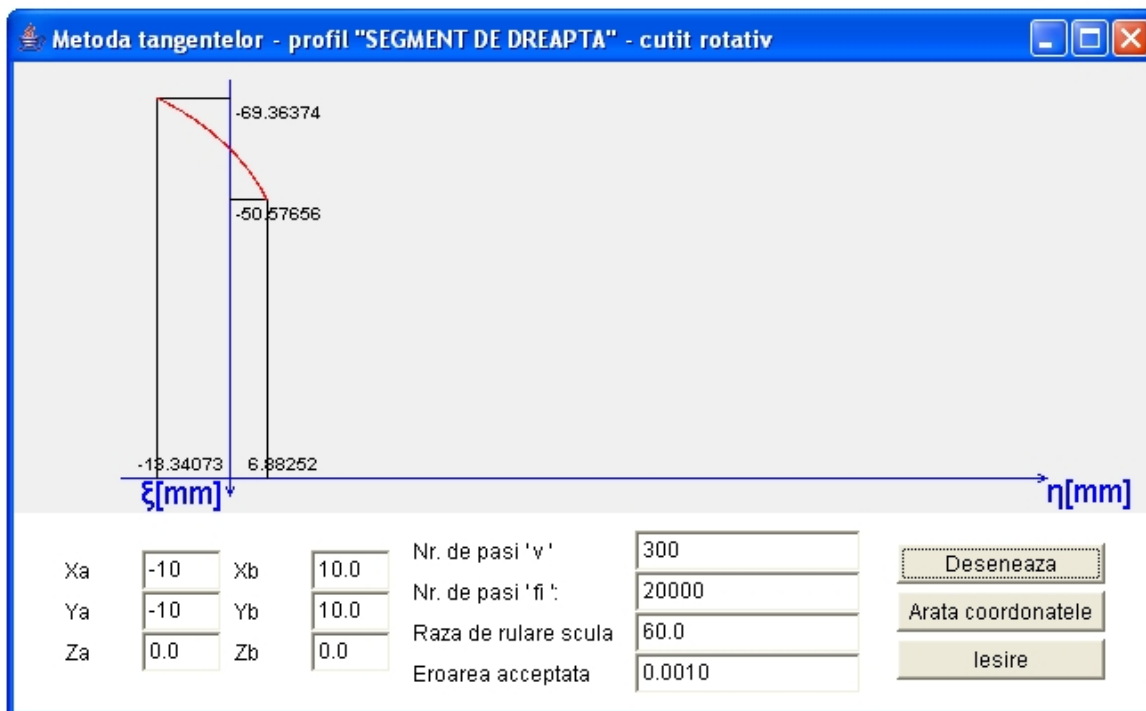 Metoda tangentelor - profil "SEGMENT DE DREAPTA" - cutit rotativ
-69.36374
-50.57656
-13.34073 6.88252
ξ[mm]
η[mm]
Xa -10 Xb 10.0
Ya -10 Yb 10.0
Za 0.0 Zb 0.0
Nr. de pasi 'v' 300
Nr. de pasi 'fi': 20000
Raza de rulare scula 60.0
Eroarea acceptata 0.0010
Deseneaza
Arata coordonatele
Iesire